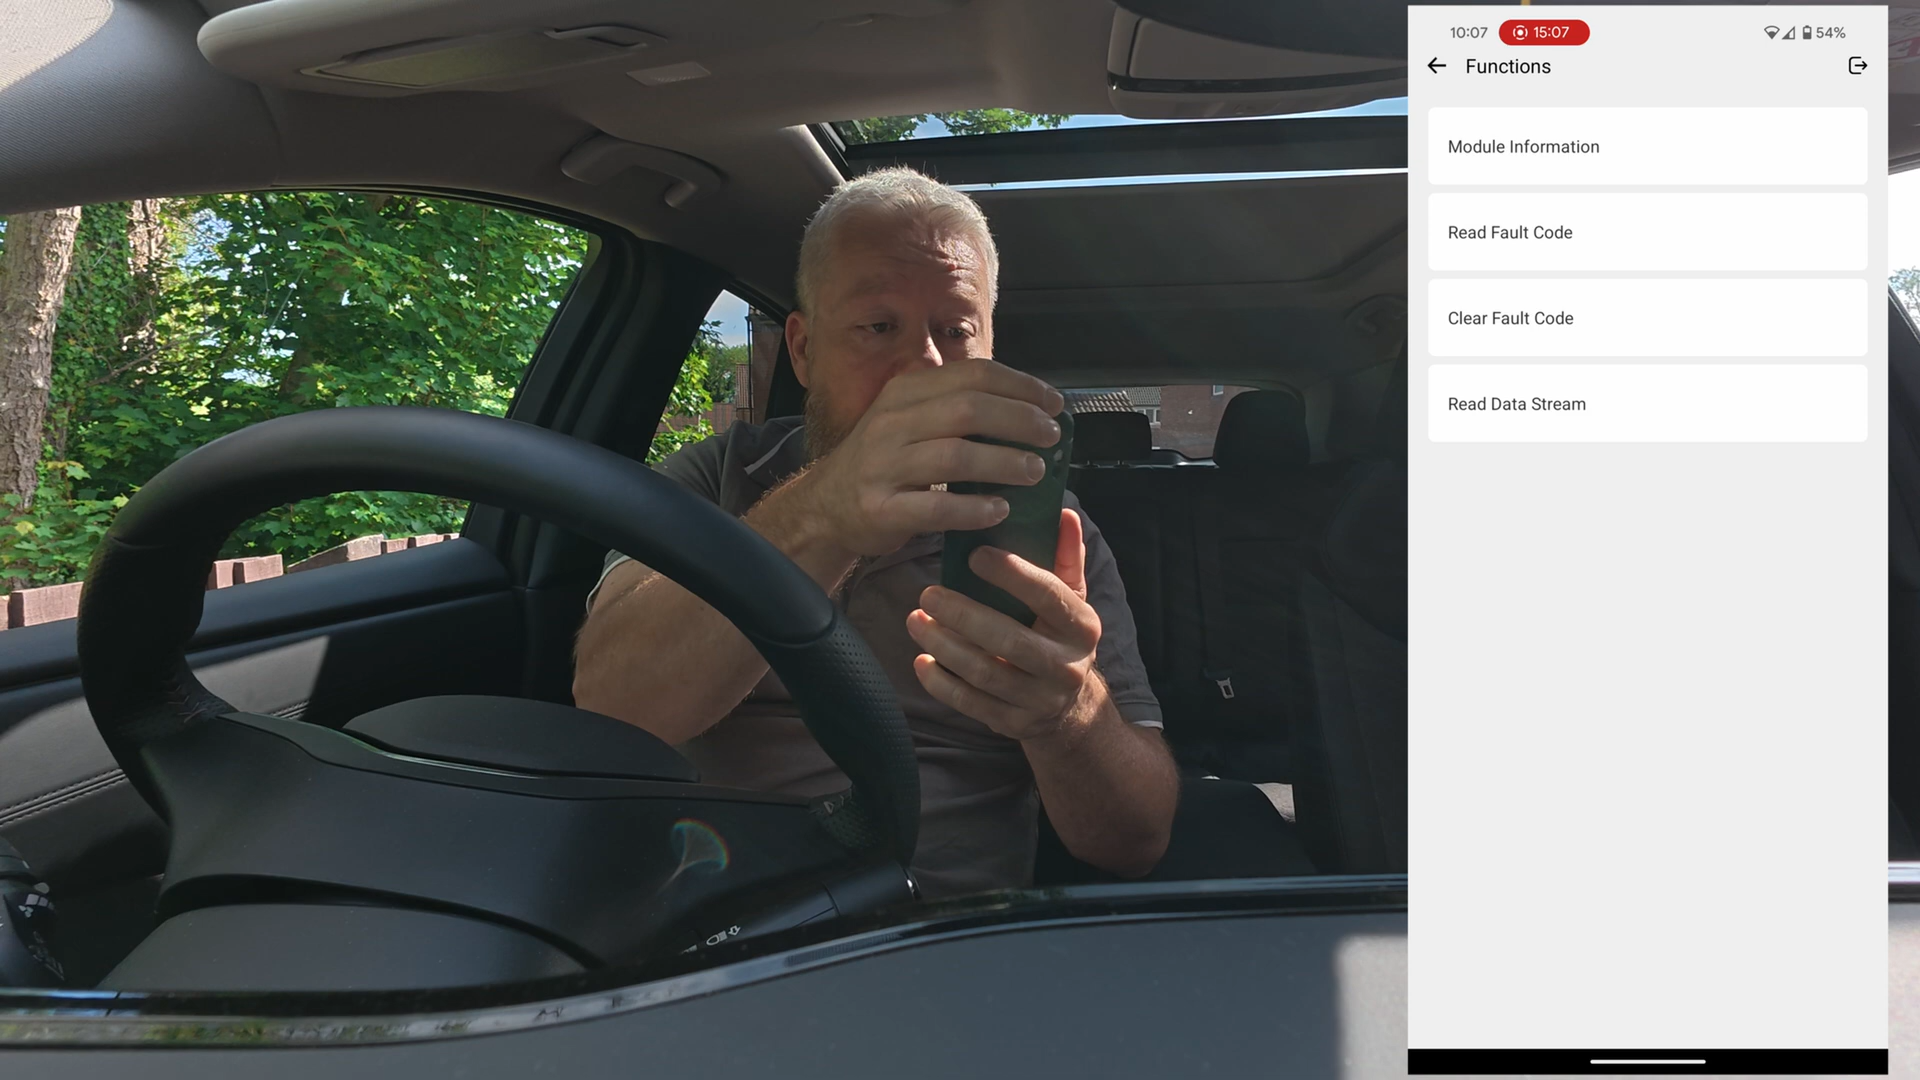 10:07 15:07 54%
Functions
Module Information
Read Fault Code
Clear Fault Code
Read Data Stream